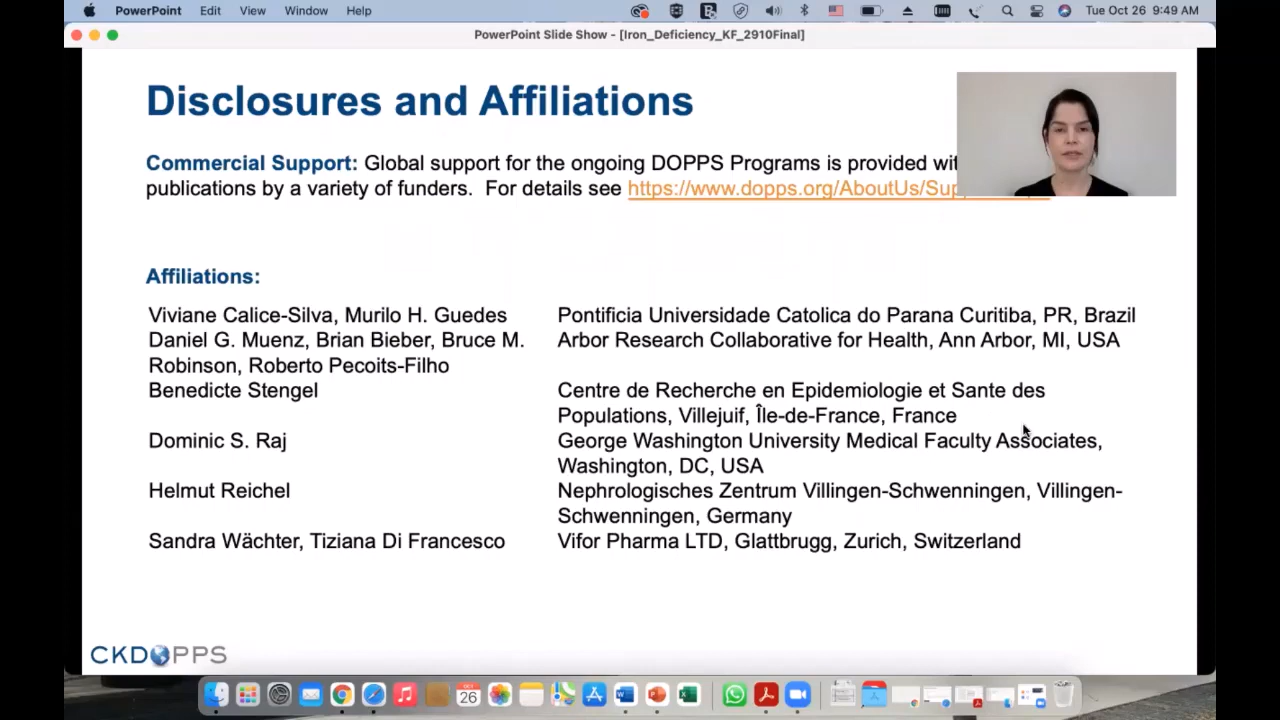 PowerPoint Edit View Window Help Tue Oct 26 9:49 AM
PowerPoint Slide Show - [Iron_Deficiency_KF_2910Final]
Disclosures and Affiliations
Commercial Support: Global support for the ongoing DOPPS Programs is provided
publications by a variety of funders. For details see https://www.dopps.org/AboutUs/
Affiliations:
Viviane Calice-Silva, Murilo H. Guedes Pontificia Universidade Catolica do Parana Curitiba, PR, Brazil
Daniel G. Muenz, Brian Bieber, Bruce M. Arbor Research Collaborative for Health, Ann Arbor, MI, USA
Robinson, Roberto Pecoits-Filho
Benedicte Stengel Centre de Recherche en Epidemiologie et Sante des
Populations, Villejuif, Île-de-France, France
Dominic S. Raj George Washington University Medical Faculty Associates,
Washington, DC, USA
Helmut Reichel Nephrologisches Zentrum Villingen-Schwenningen, Villingen-
Schwenningen, Germany
Sandra Wächter, Tiziana Di Francesco Vifor Pharma LTD, Glattbrugg, Zurich, Switzerland
CKDOPPS
26